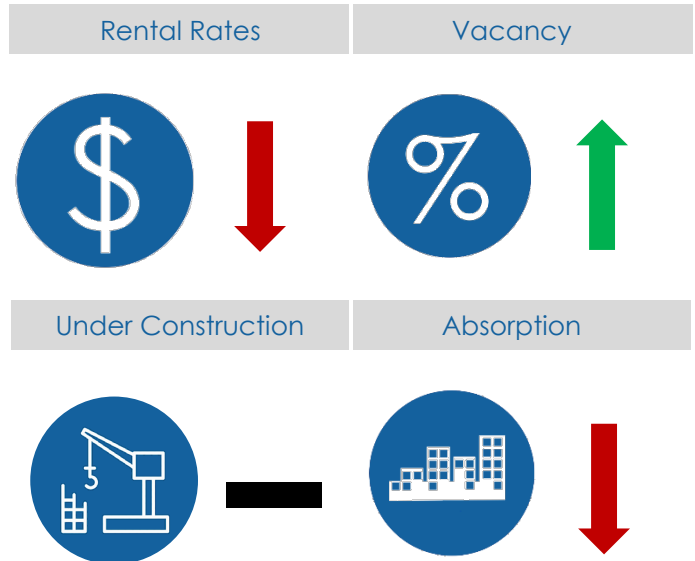 Rental Rates
Vacancy
$
%
Under Construction
Absorption